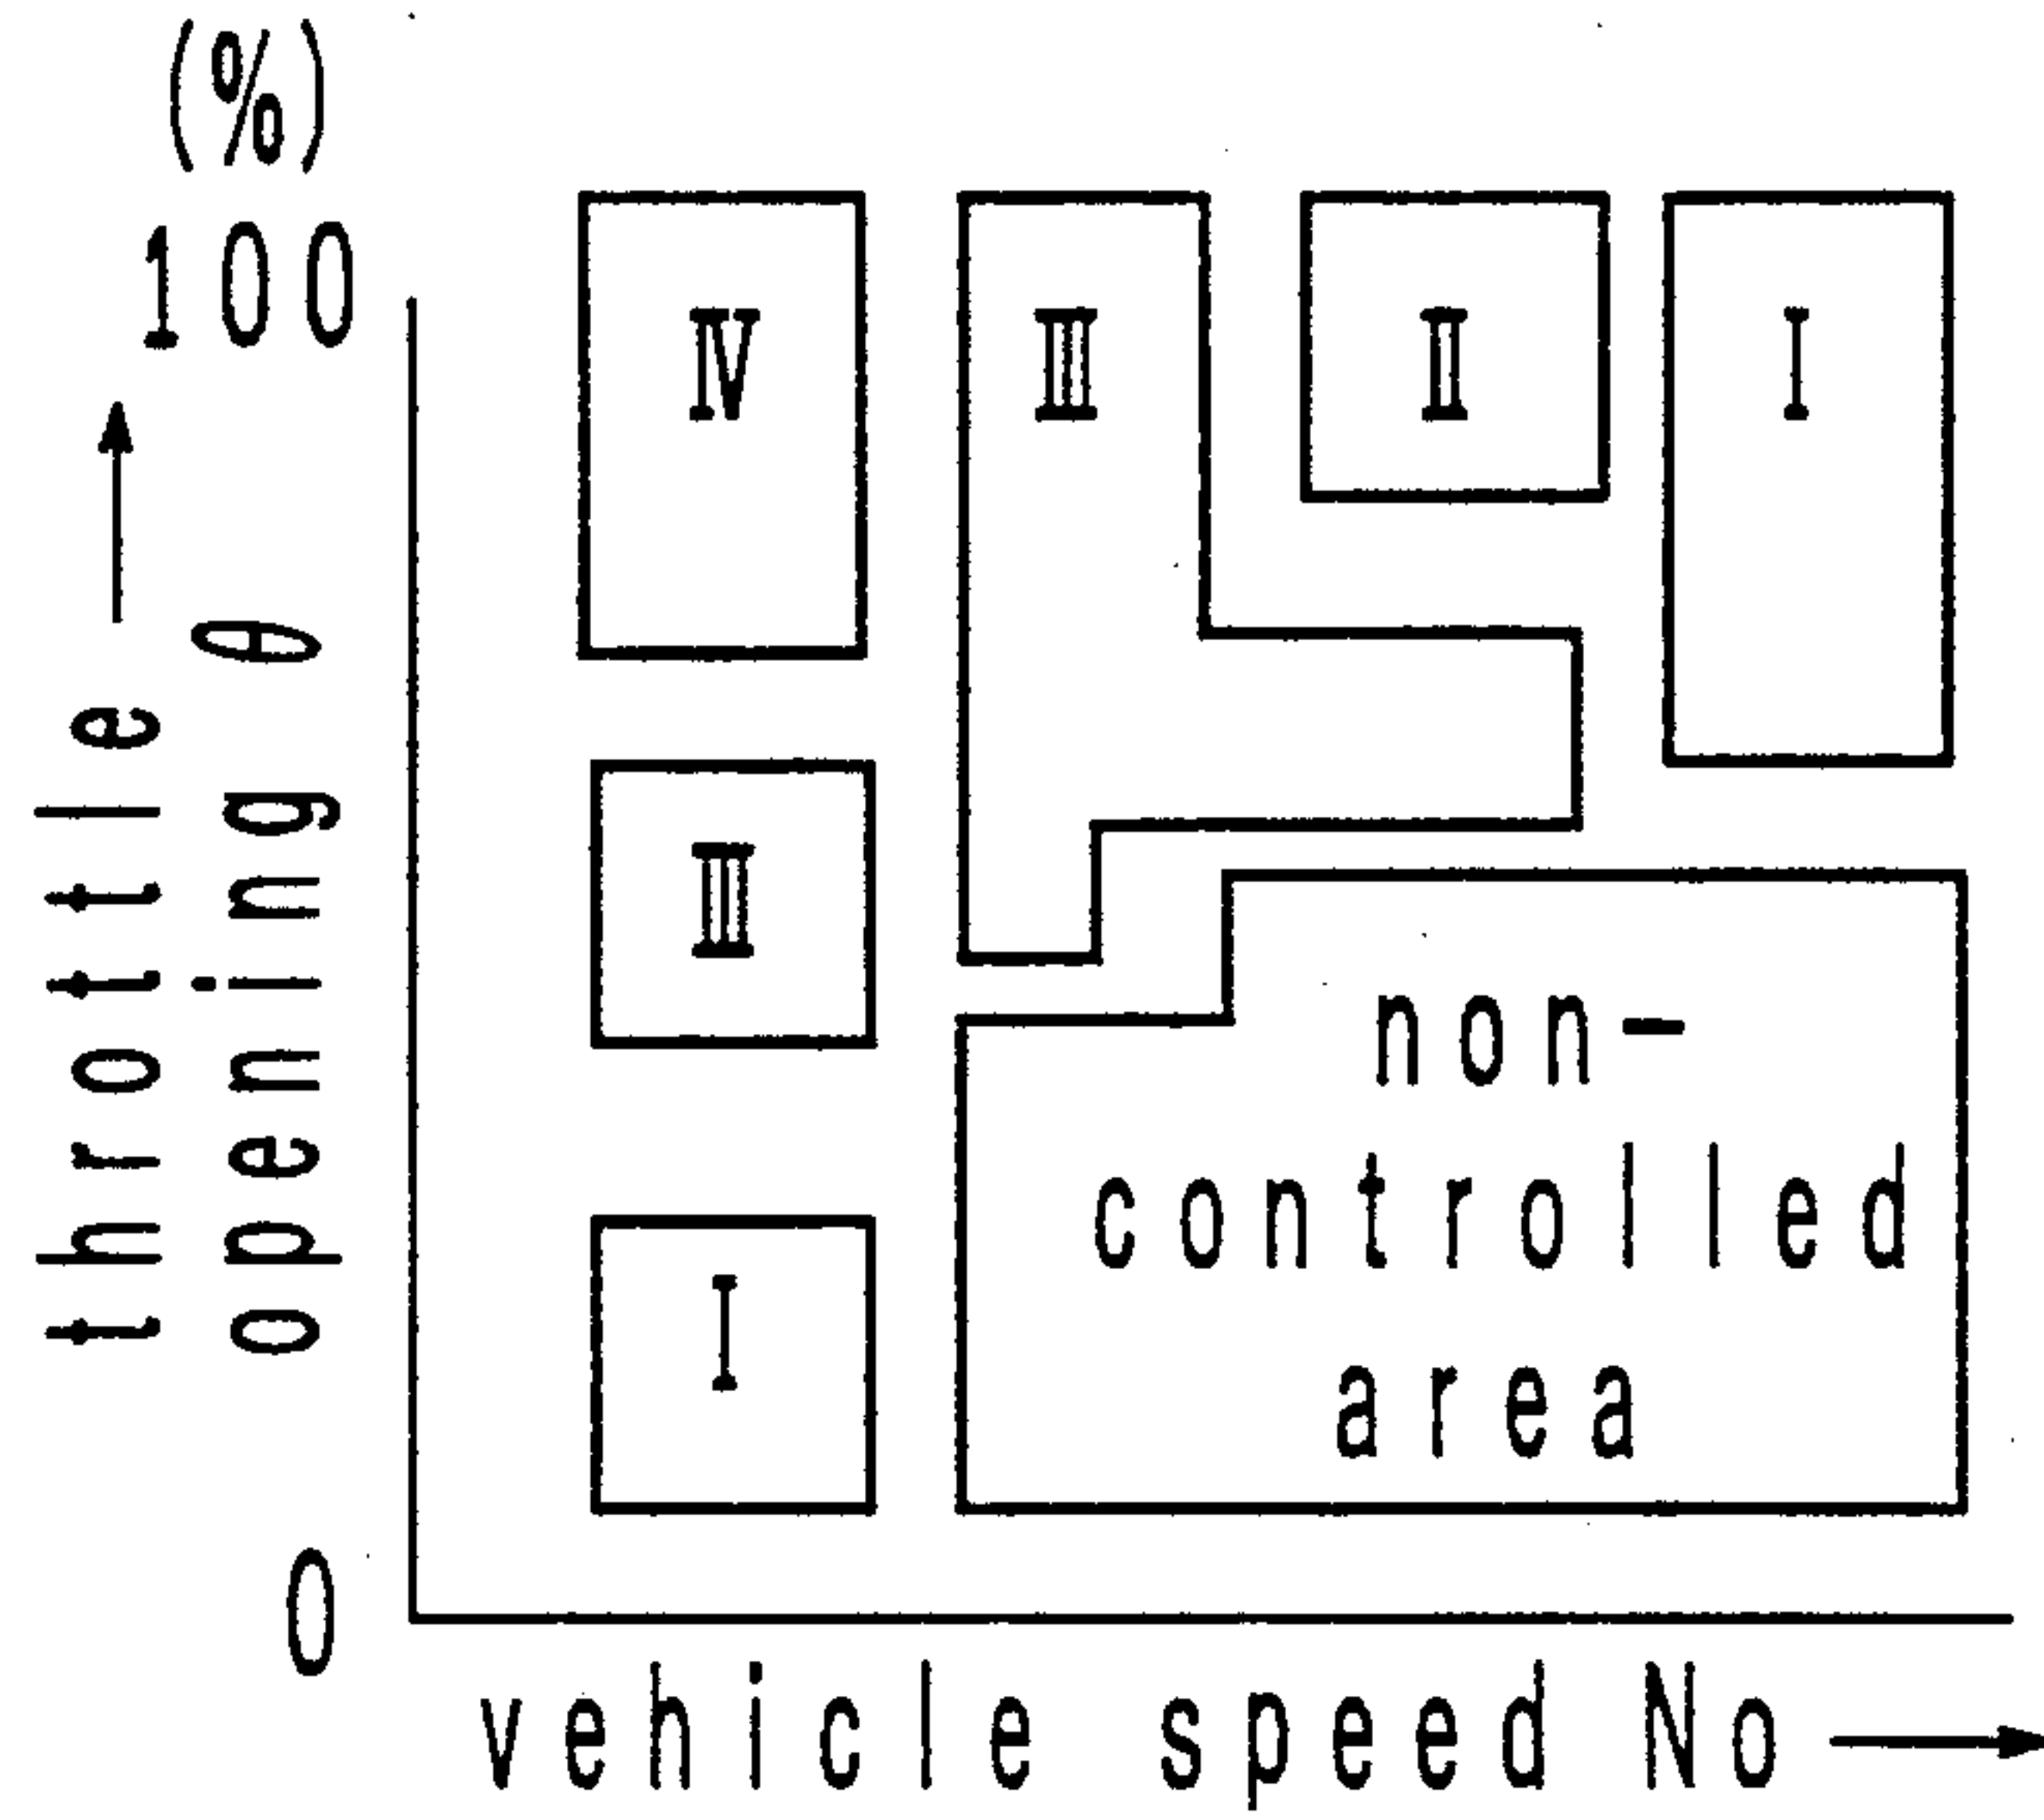 (%)
100
throttle
opening θ
0
IV
III
II
I
III
I
non-
controlled
area
vehicle speed No